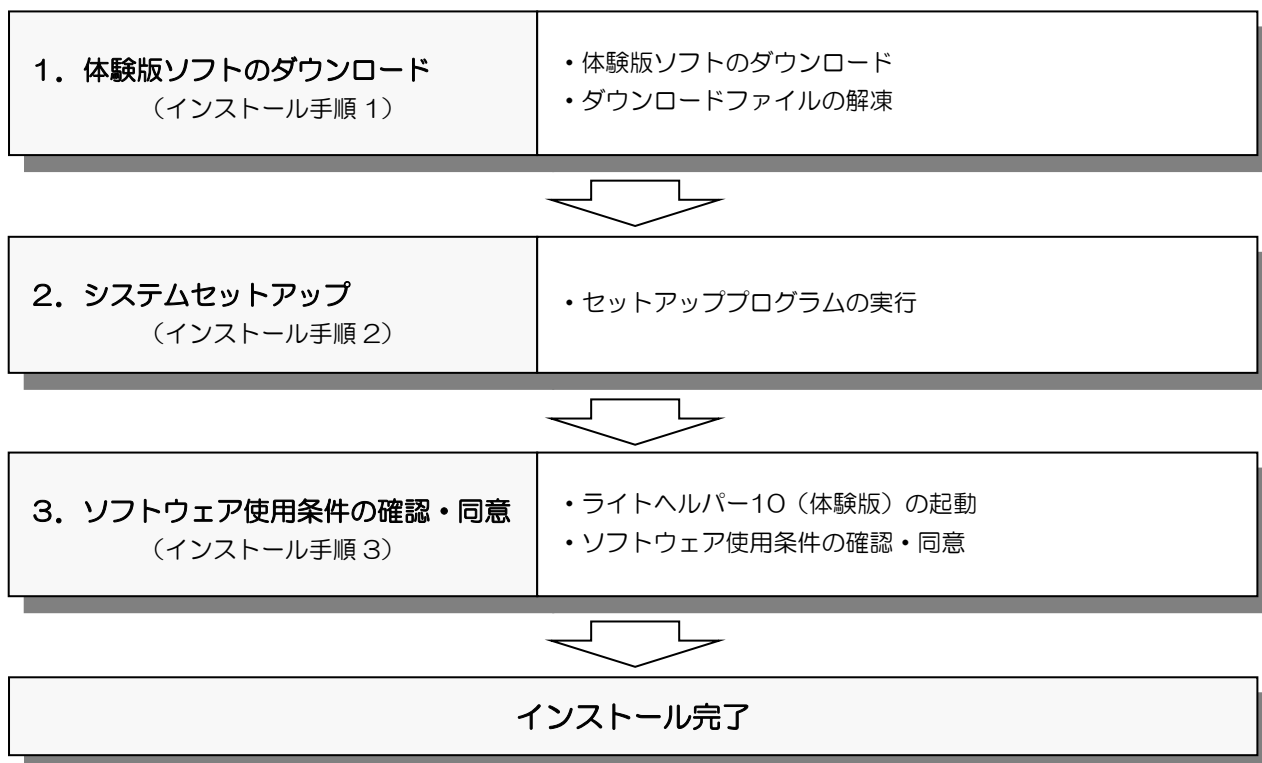 1．体験版ソフトのダウンロード
（インストール手順 1）
・体験版ソフトのダウンロード
・ダウンロードファイルの解凍
2．システムセットアップ
（インストール手順 2）
・セットアッププログラムの実行
3．ソフトウェア使用条件の確認・同意
（インストール手順 3）
・ライトヘルパー10（体験版）の起動
・ソフトウェア使用条件の確認・同意
インストール完了